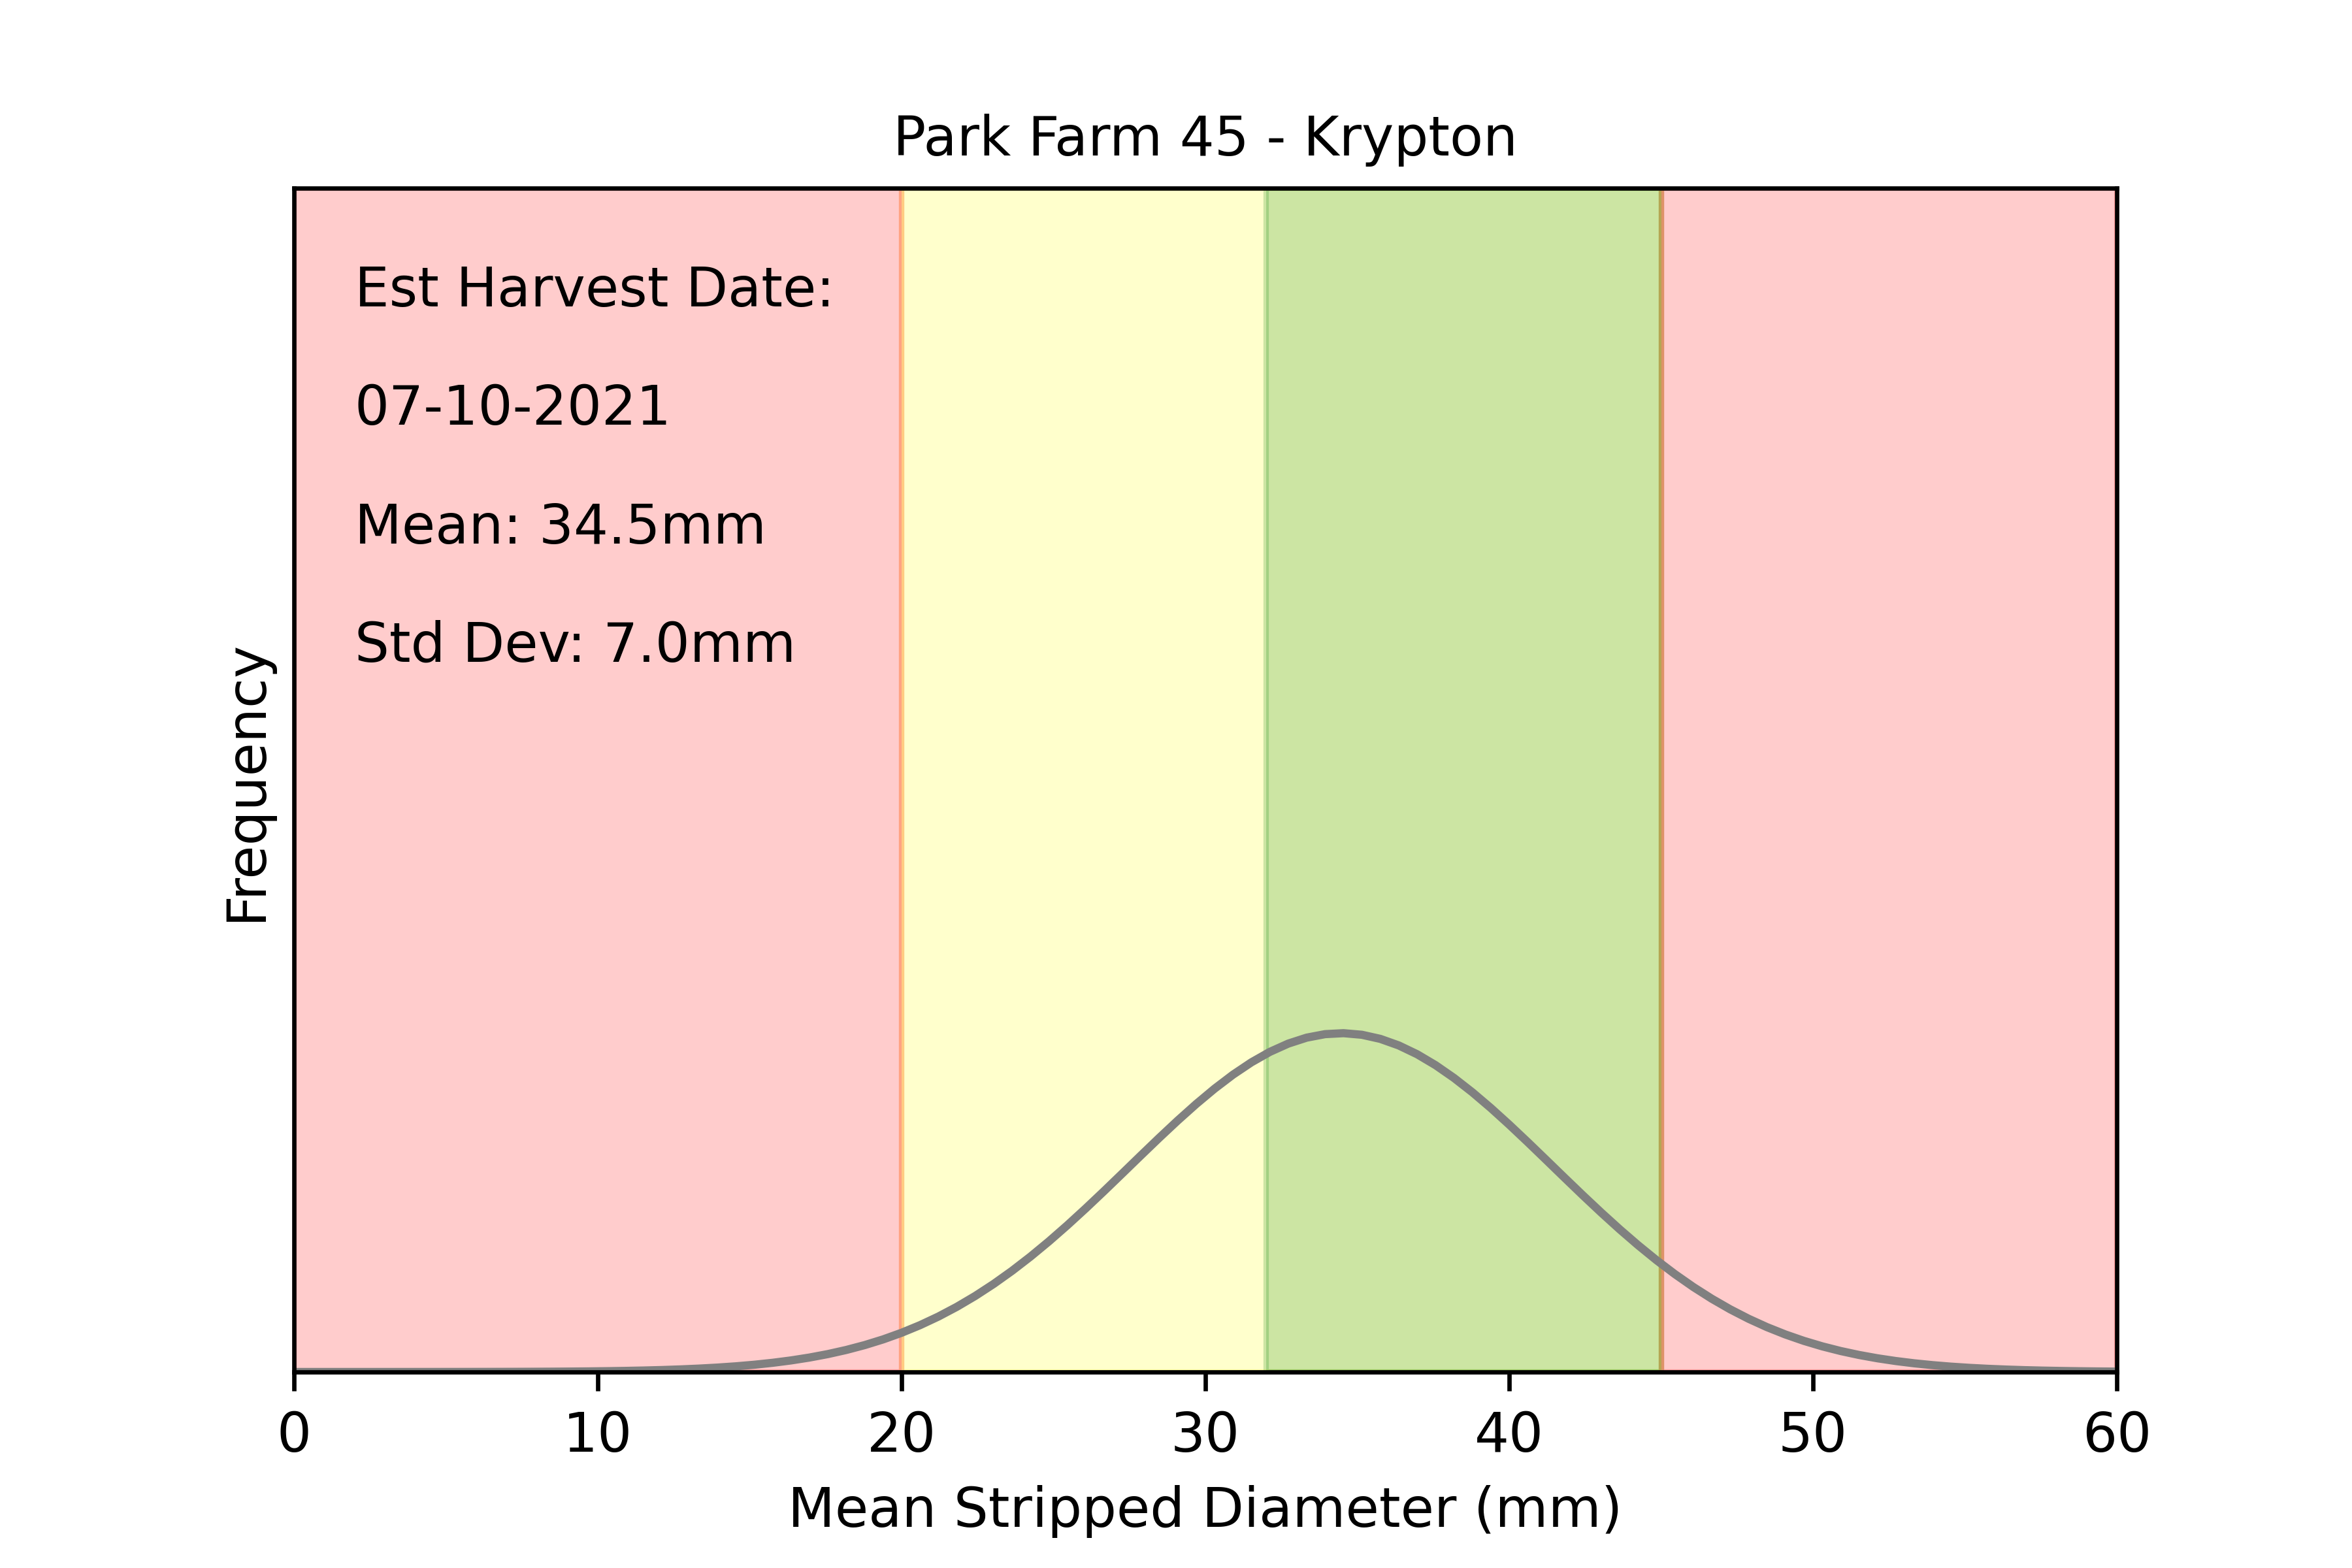 Park Farm 45 - Krypton
Est Harvest Date:
07-10-2021
Mean: 34.5mm
Std Dev: 7.0mm
Frequency
0 10 20 30 40 50 60
Mean Stripped Diameter (mm)